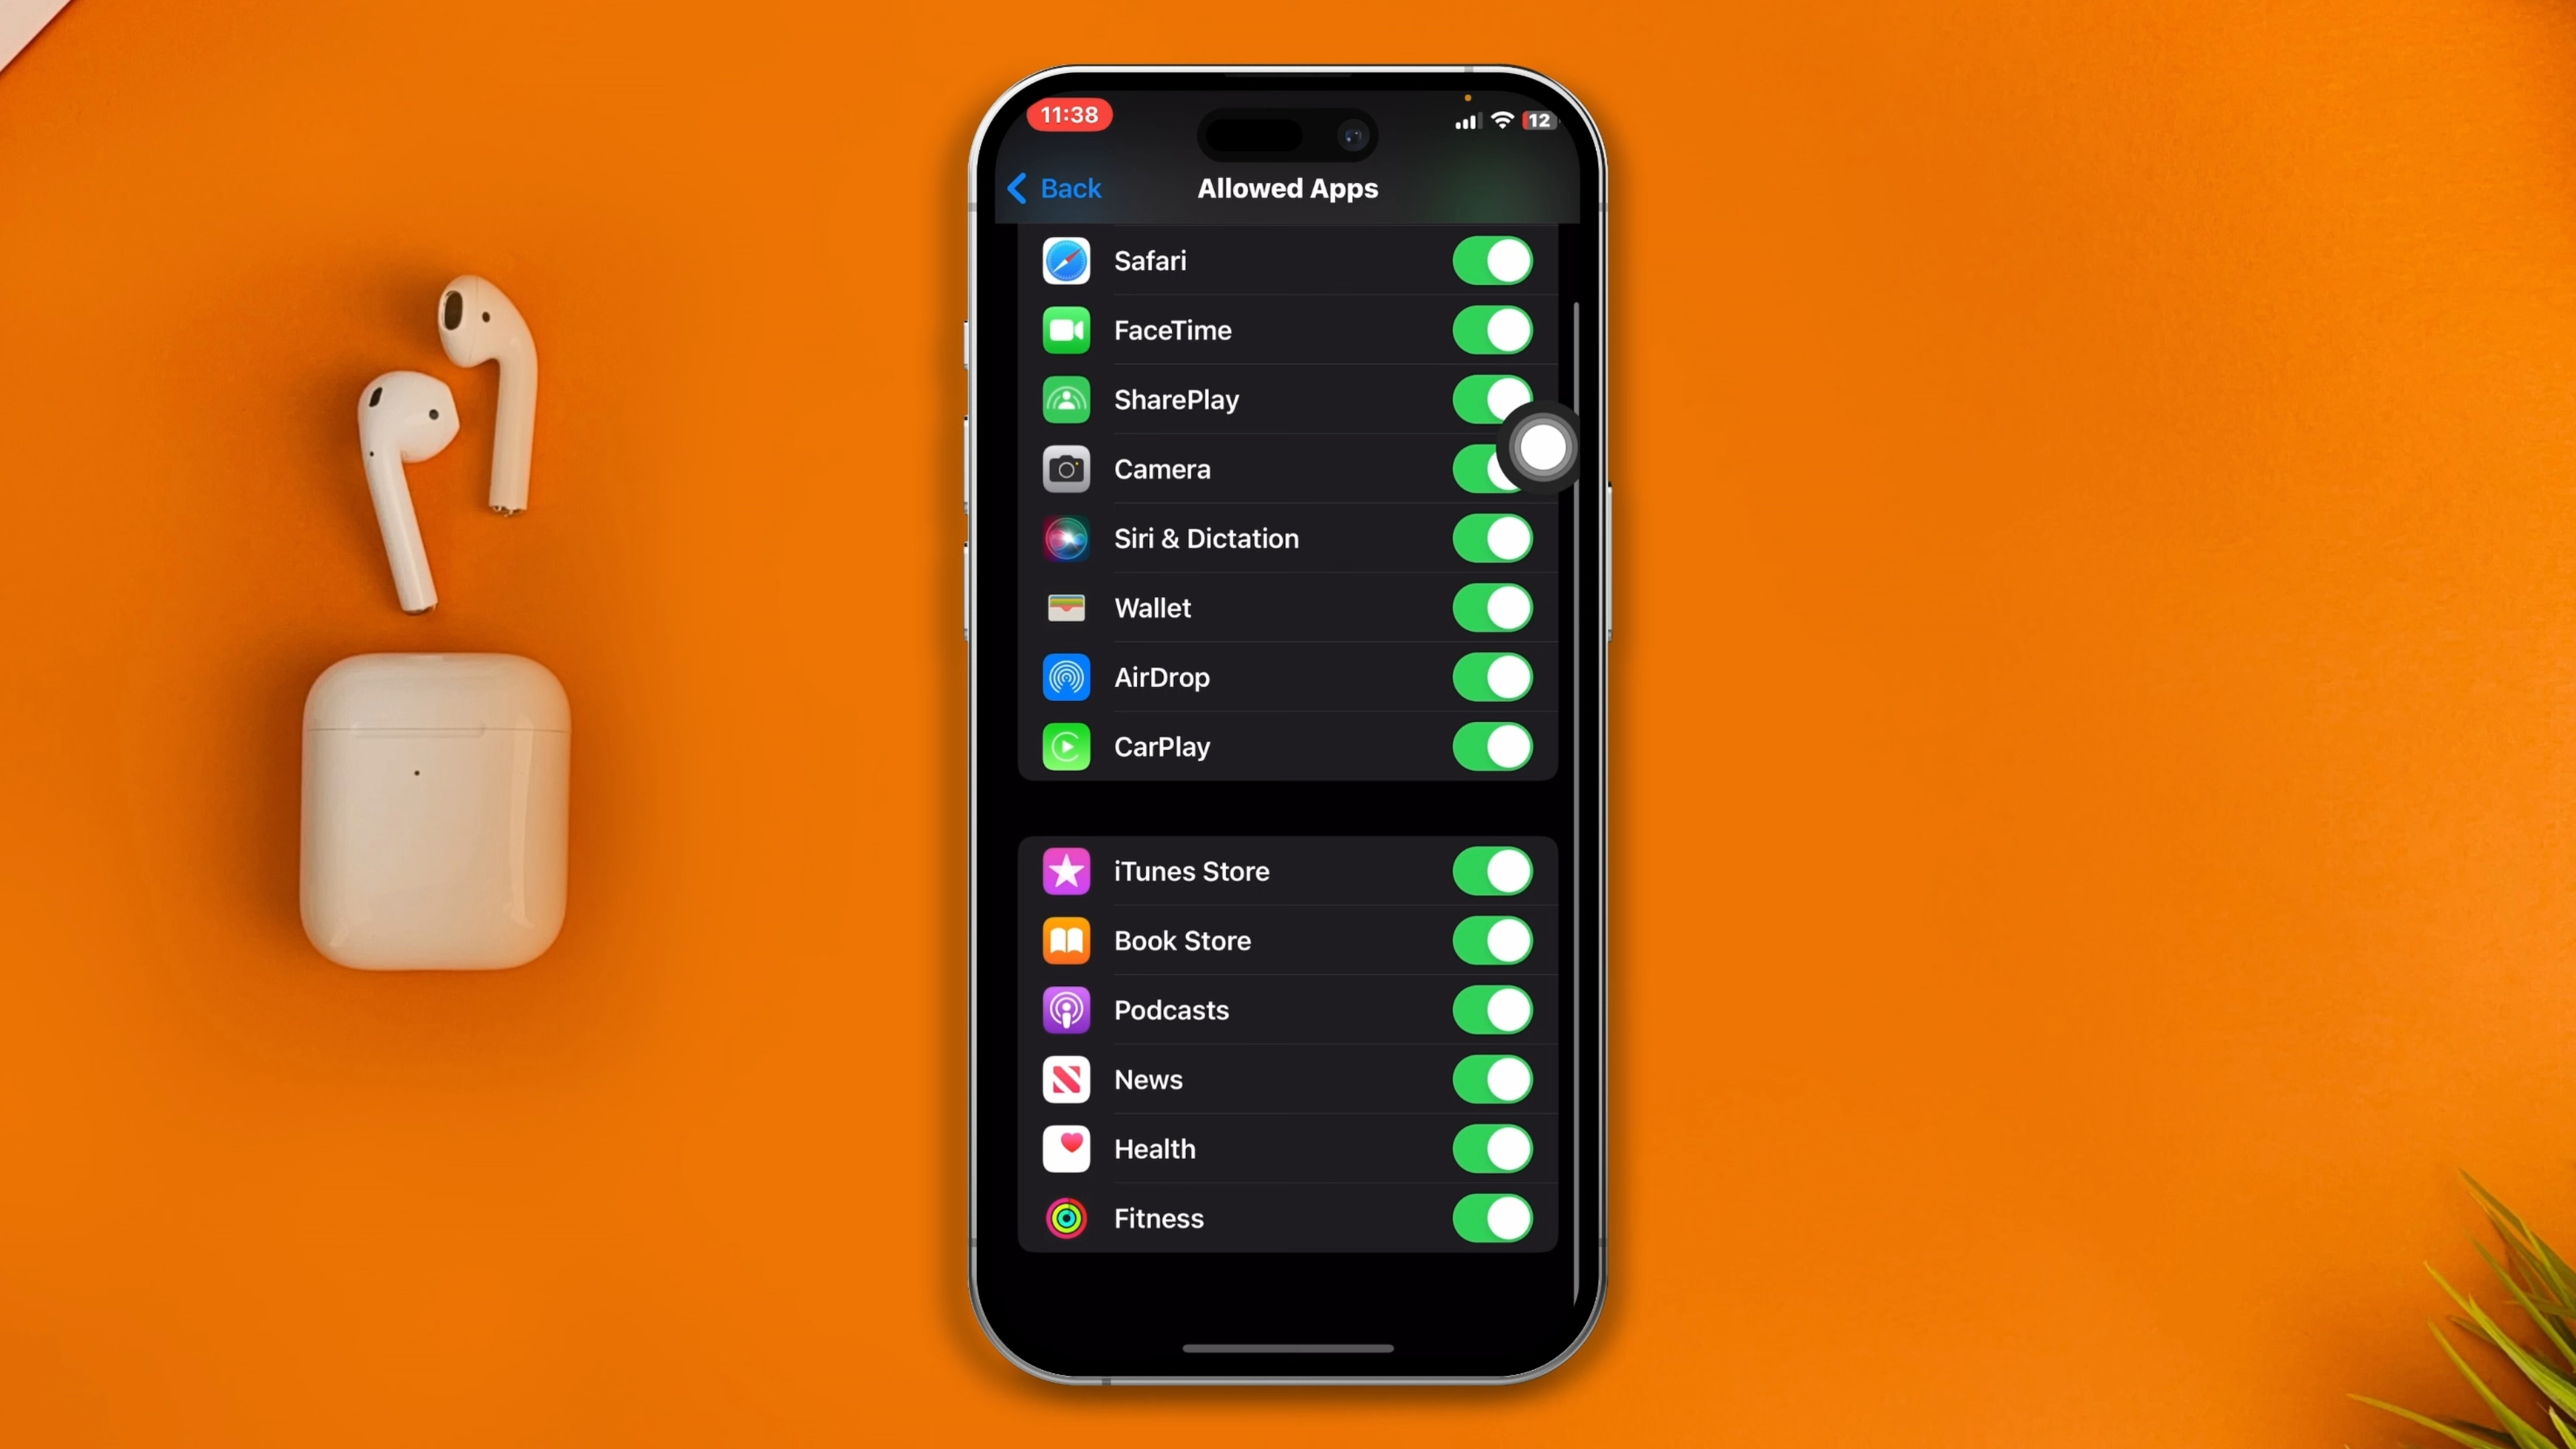 11:38
12
Back
Allowed Apps
Safari
FaceTime
SharePlay
Camera
Siri & Dictation
Wallet
AirDrop
CarPlay
iTunes Store
Book Store
Podcasts
News
Health
Fitness